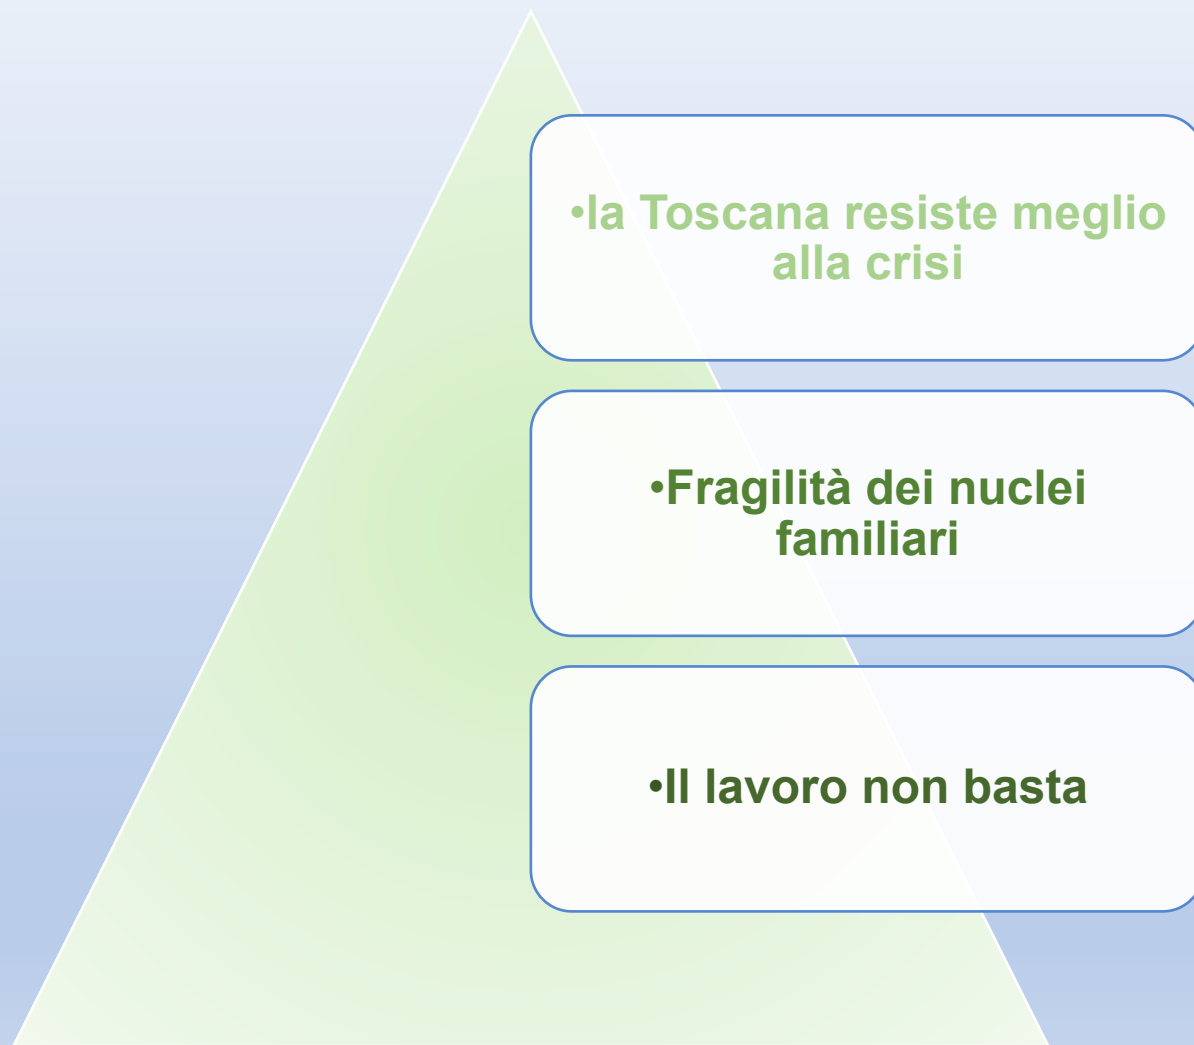 •la Toscana resiste meglio
alla crisi
•Fragilità dei nuclei
familiari
•Il lavoro non basta